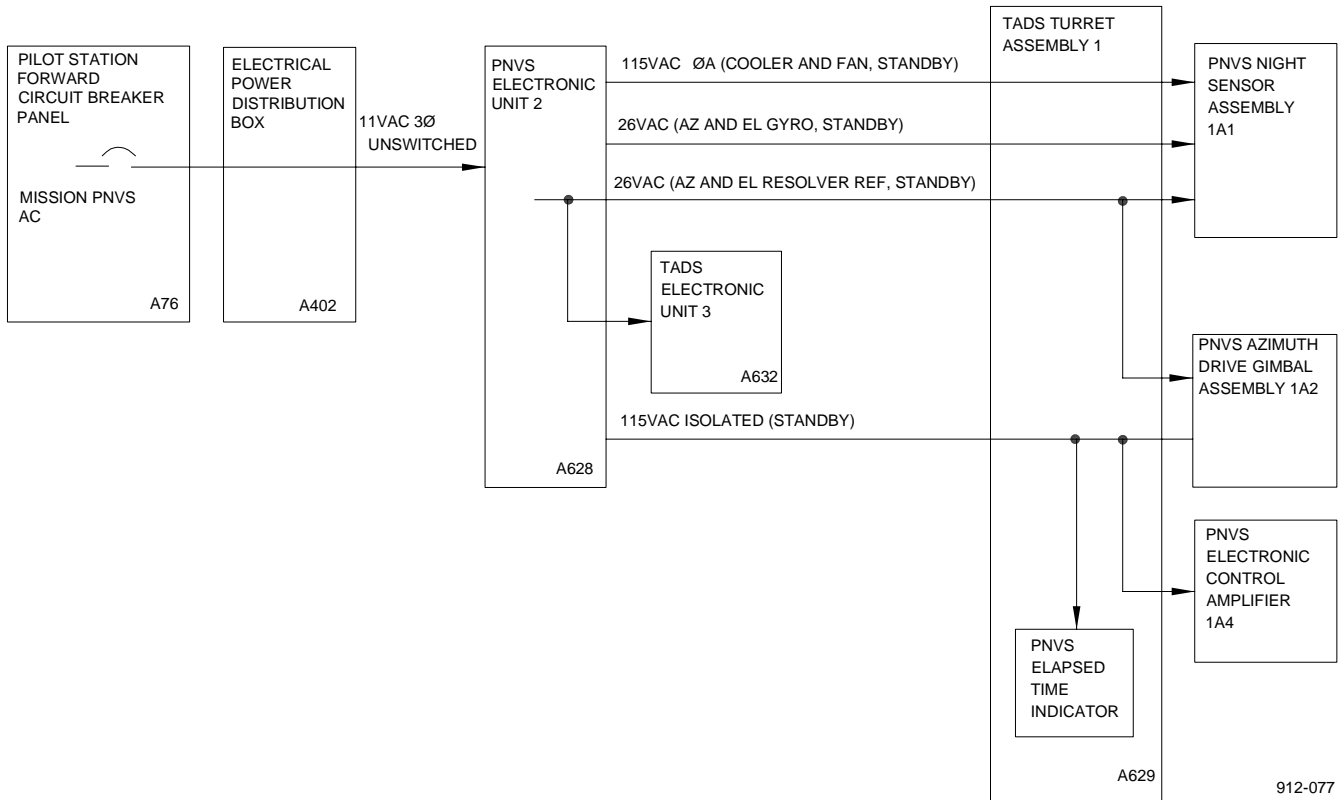 PILOT STATION
FORWARD
CIRCUIT BREAKER
PANEL
MISSION PNVS
AC
A76
ELECTRICAL
POWER
DISTRIBUTION
BOX
A402
11VAC 3Ø
UNSWITCHED
PNVS
ELECTRONIC
UNIT 2
A628
115VAC ØA (COOLER AND FAN, STANDBY)
26VAC (AZ AND EL GYRO, STANDBY)
26VAC (AZ AND EL RESOLVER REF, STANDBY)
TADS
ELECTRONIC
UNIT 3
A632
115VAC ISOLATED (STANDBY)
TADS TURRET
ASSEMBLY 1
PNVS
ELAPSED
TIME
INDICATOR
A629
PNVS NIGHT
SENSOR
ASSEMBLY
1A1
PNVS AZIMUTH
DRIVE GIMBAL
ASSEMBLY 1A2
PNVS
ELECTRONIC
CONTROL
AMPLIFIER
1A4
912-077